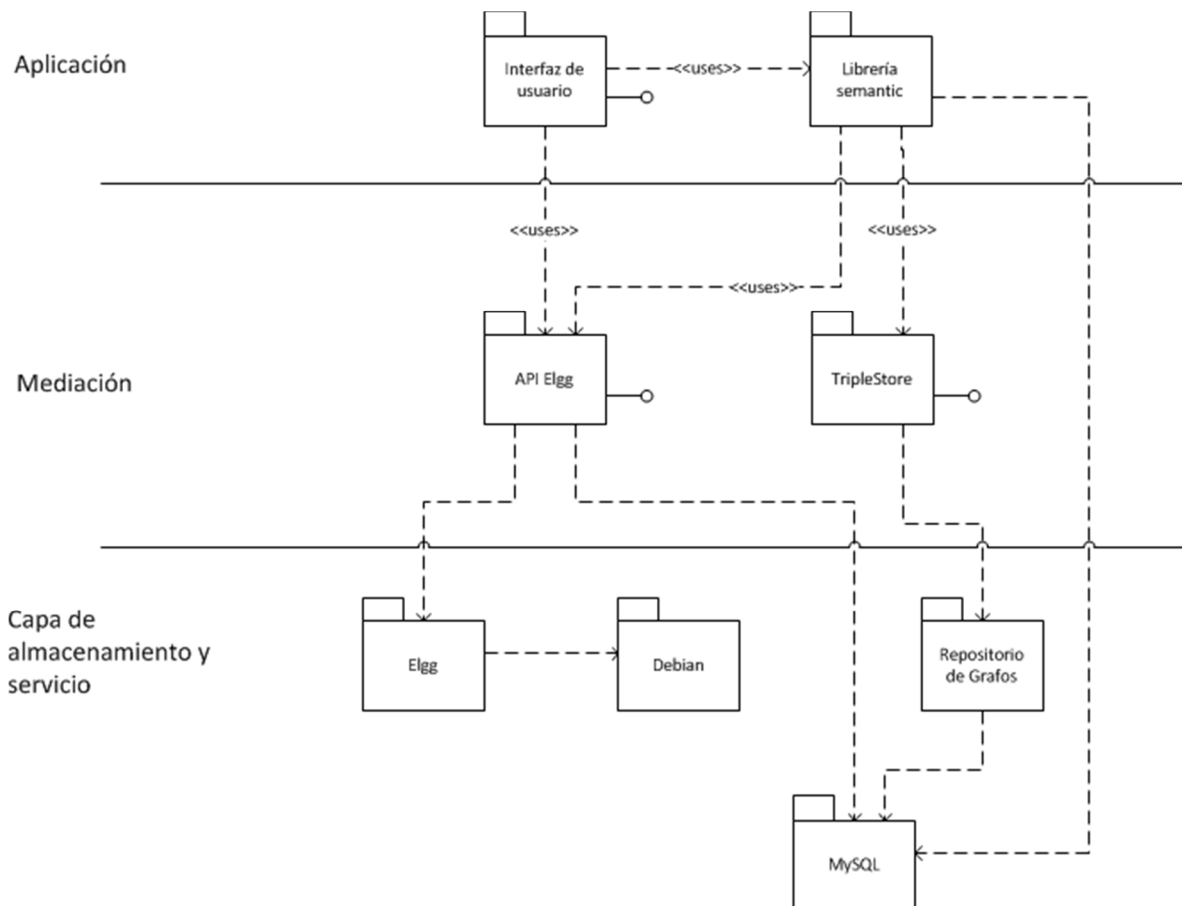 Aplicación
Interfaz de
usuario
<<uses>>
Librería
semantic
<<uses>>
<<uses>>
<<uses>>
Mediación
API Elgg
TripleStore
Capa de
almacenamiento y
servicio
Elgg
Debian
Repositorio
de Grafos
MySQL